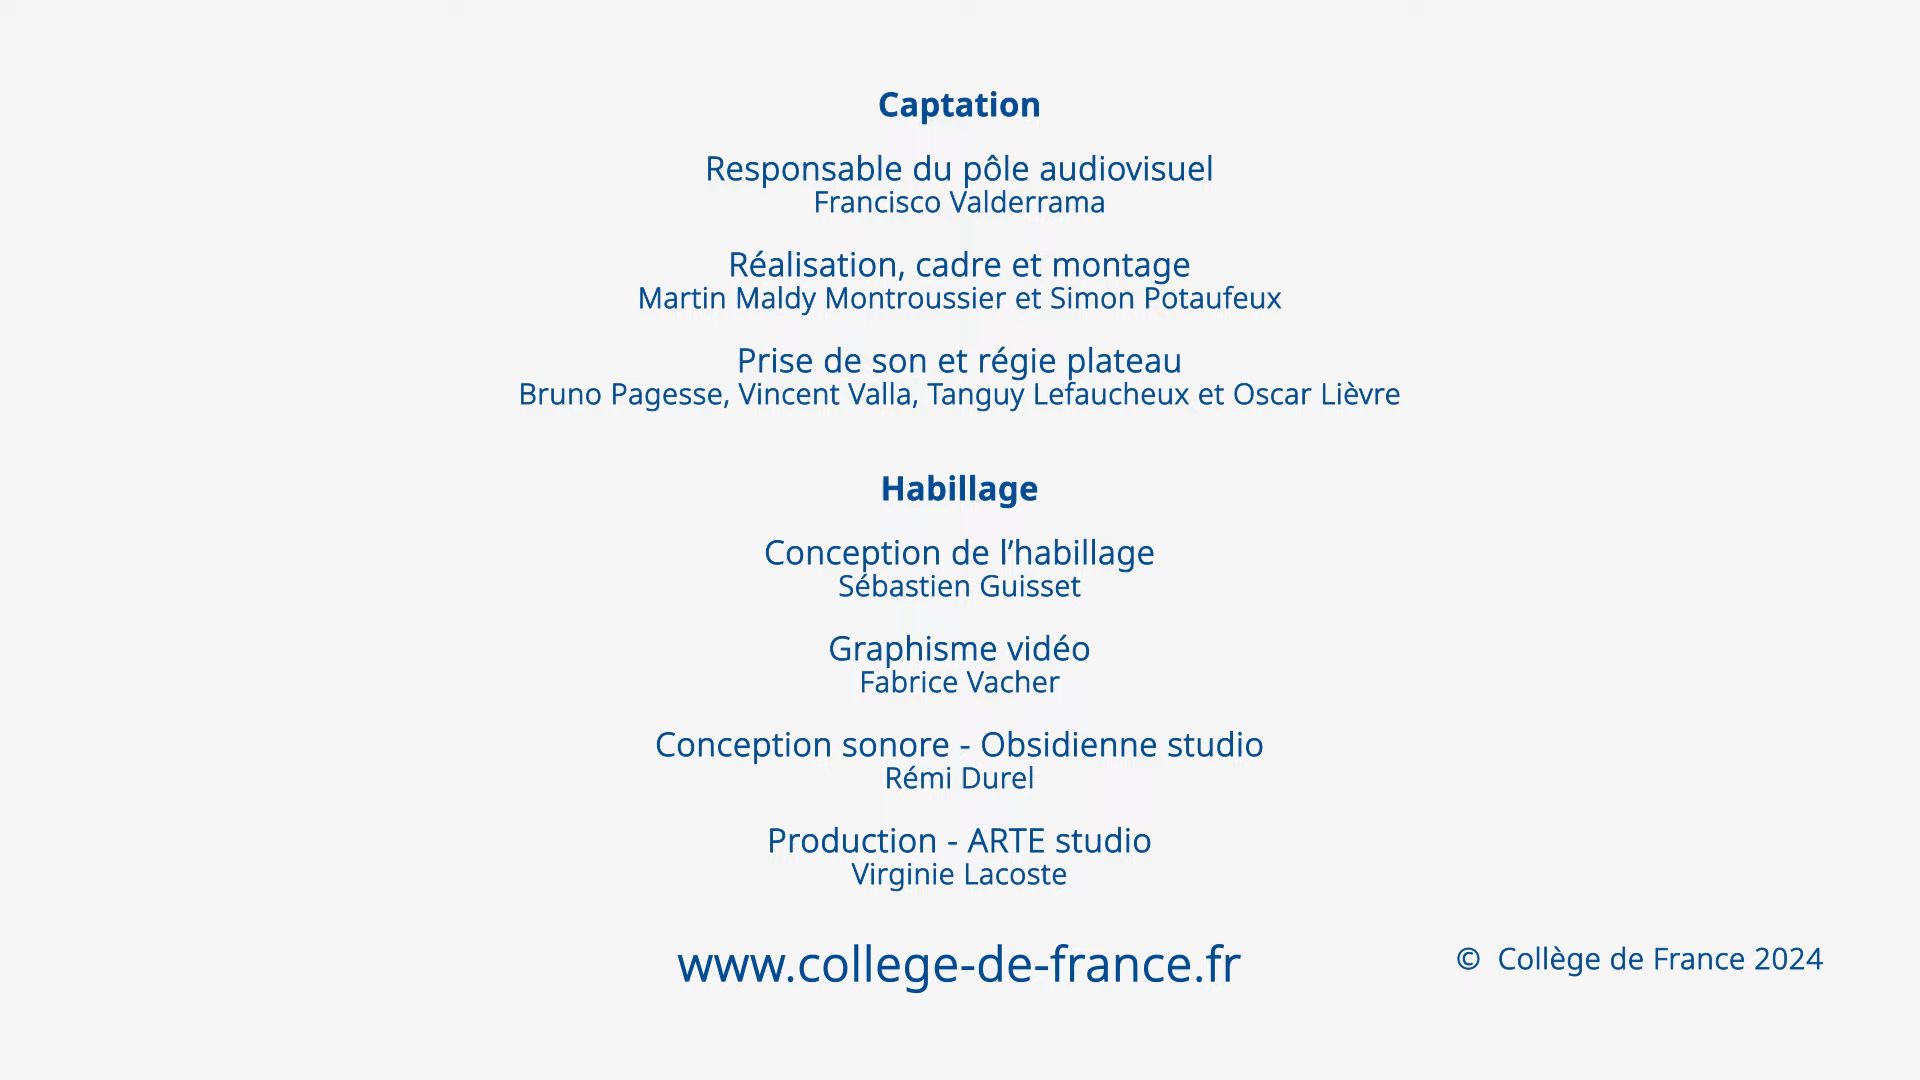 Captation
Responsable du pôle audiovisuel
Francisco Valderrama
Réalisation, cadre et montage
Martin Maldy Montroussier et Simon Potaufeux
Prise de son et régie plateau
Bruno Pagesse, Vincent Valla, Tanguy Lefaucheux et Oscar Lièvre
Habillage
Conception de l’habillage
Sébastien Guisset
Graphisme vidéo
Fabrice Vacher
Conception sonore - Obsidienne studio
Rémi Durel
Production - ARTE studio
Virginie Lacoste
www.college-de-france.fr
© Collège de France 2024